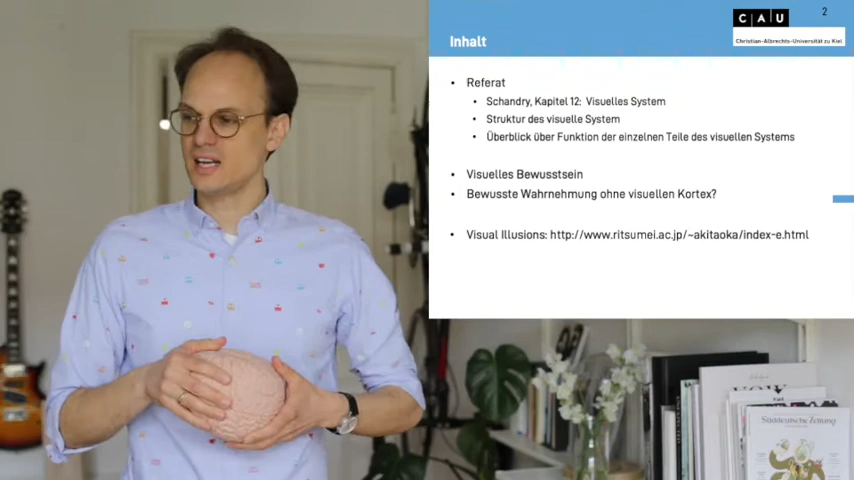 2
CAU
Christian-Albrechts-Universität zu Kiel
Inhalt
• Referat
• Schandry, Kapitel 12: Visuelles System
• Struktur des visuelle System
• Überblick über Funktion der einzelnen Teile des visuellen Systems
• Visuelles Bewusstsein
• Bewusste Wahrnehmung ohne visuellen Kortex?
• Visual Illusions: http://www.ritsumei.ac.jp/~akitaoka/index-e.html
Süddeutsche Zeitung